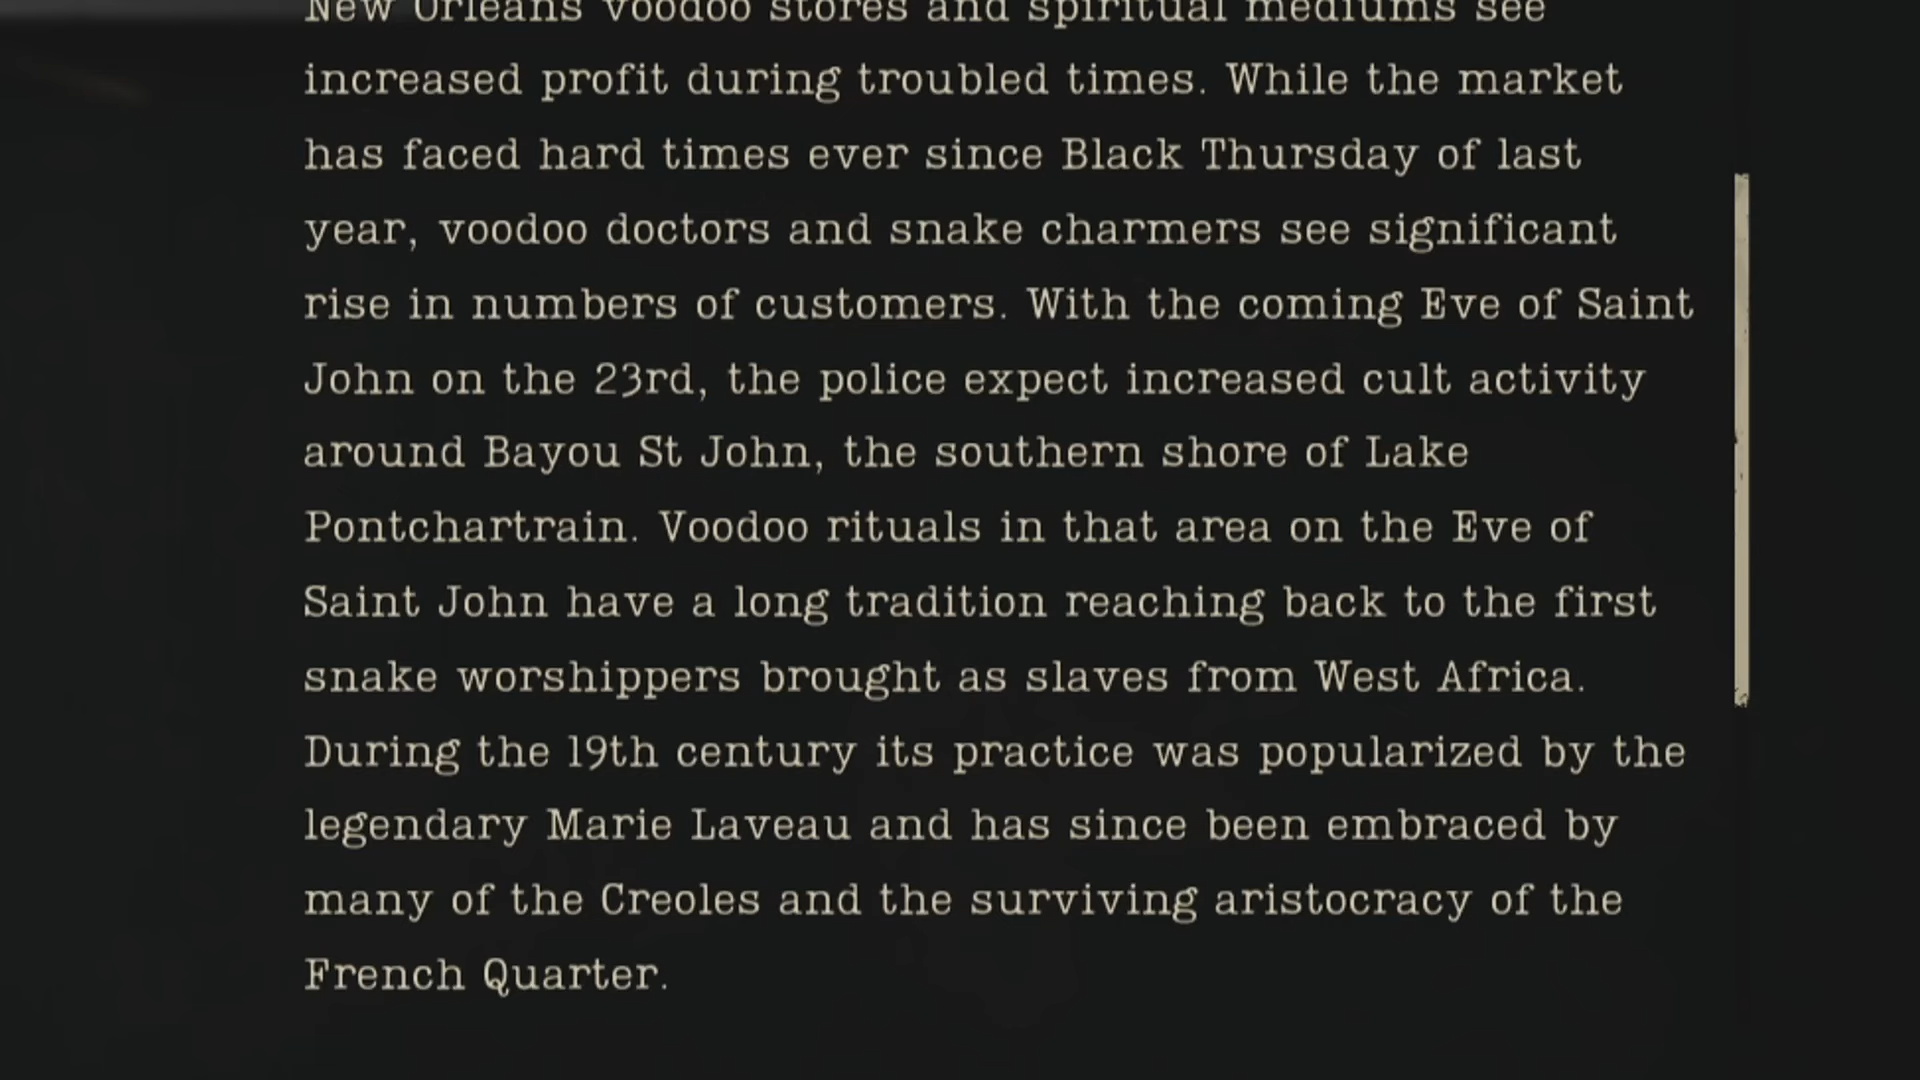 New Orleans voodoo stores and spiritual mediums see
increased profit during troubled times. While the market
has faced hard times ever since Black Thursday of last
year, voodoo doctors and snake charmers see significant
rise in numbers of customers. With the coming Eve of Saint
John on the 23rd, the police expect increased cult activity
around Bayou St John, the southern shore of Lake
Pontchartrain. Voodoo rituals in that area on the Eve of
Saint John have a long tradition reaching back to the first
snake worshippers brought as slaves from West Africa.
During the 19th century its practice was popularized by the
legendary Marie Laveau and has since been embraced by
many of the Creoles and the surviving aristocracy of the
French Quarter.